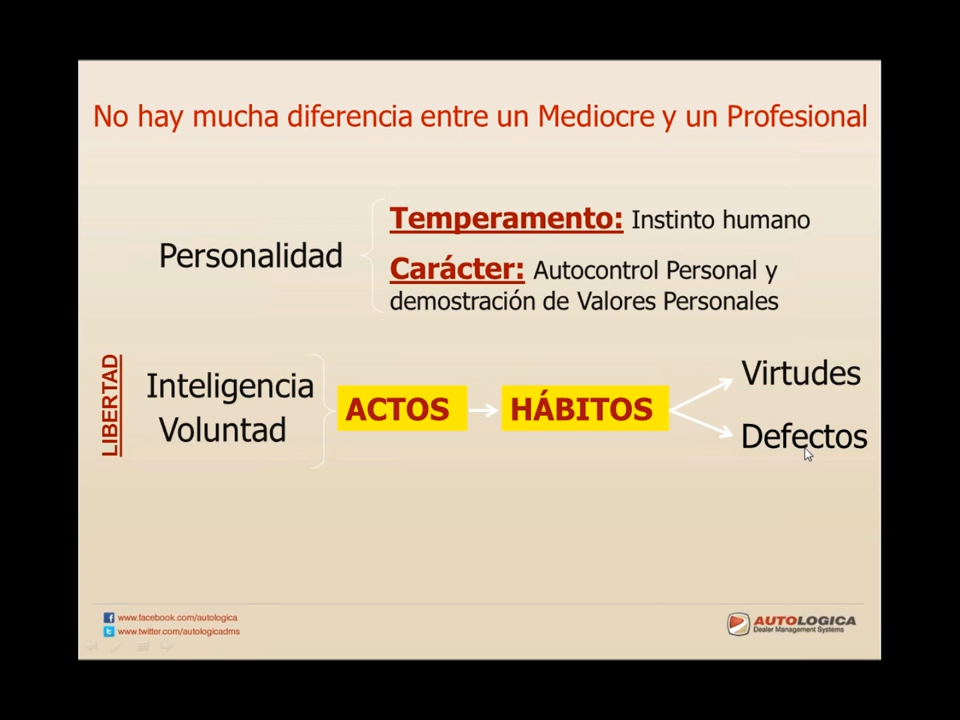 No hay mucha diferencia entre un Mediocre y un Profesional
Temperamento: Instinto humano
Personalidad
Carácter: Autocontrol Personal y
demostración de Valores Personales
LIBERTAD
Inteligencia
Voluntad
ACTOS
HÁBITOS
Virtudes
Defectos
www.facebook.com/autologica
www.twitter.com/autologicadms
AUTOLOGICA
Dealer Management Systems